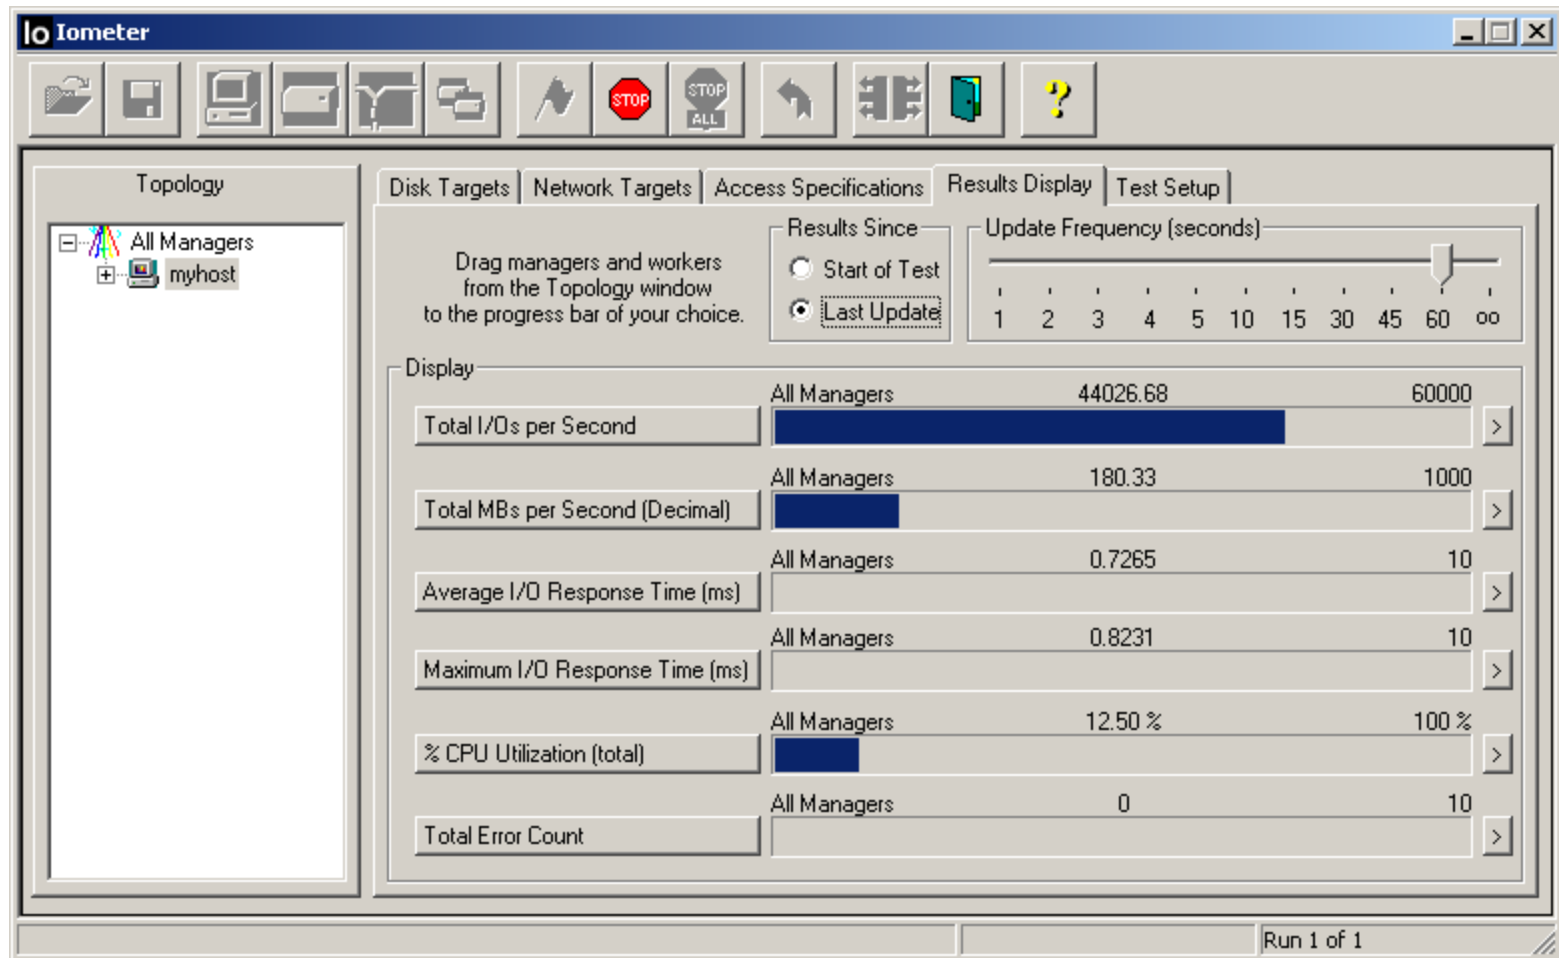 Io Iometer
STOP
STOP
ALL
?
Topology
All Managers
myhost
Disk Targets
Network Targets
Access Specifications
Results Display
Test Setup
Drag managers and workers
from the Topology window
to the progress bar of your choice.
Results Since
Start of Test
Last Update
Update Frequency (seconds)
1 2 3 4 5 10 15 30 45 60 oo
Display
All Managers 44026.68 60000
Total I/Os per Second >
All Managers 180.33 1000
Total MBs per Second (Decimal) >
All Managers 0.7265 10
Average I/O Response Time (ms) >
All Managers 0.8231 10
Maximum I/O Response Time (ms) >
All Managers 12.50 % 100 %
% CPU Utilization (total) >
All Managers 0 10
Total Error Count >
Run 1 of 1